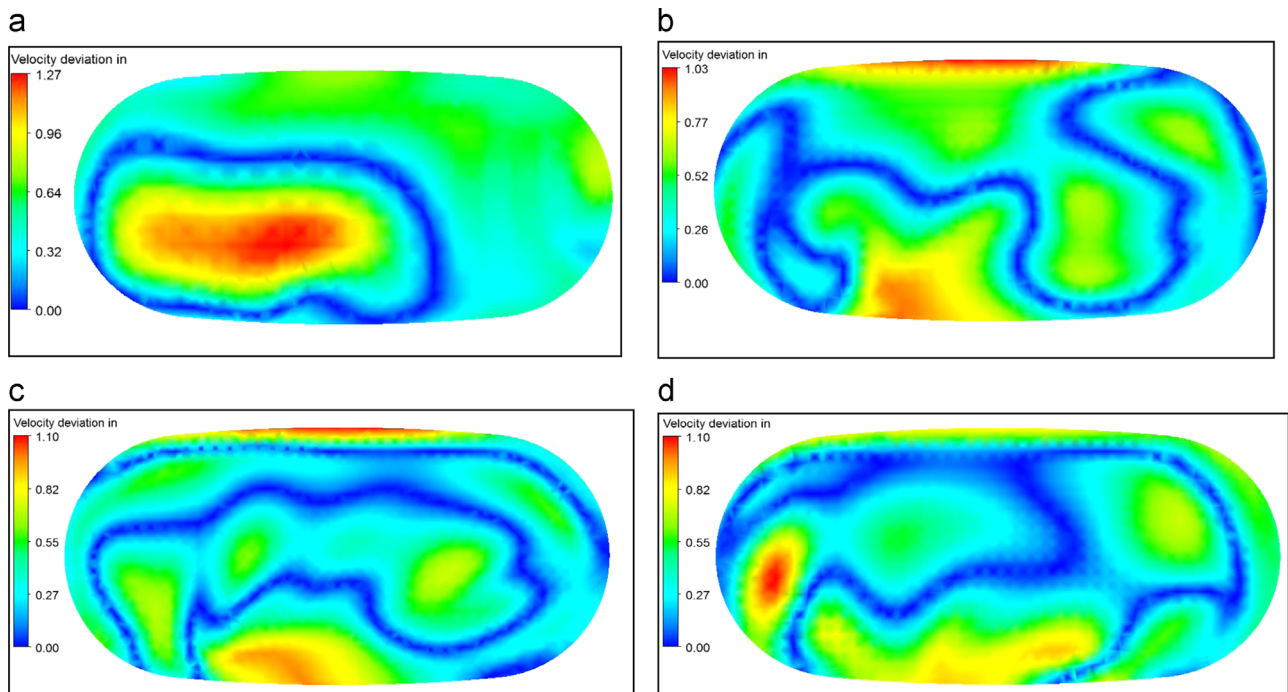 a
Velocity deviation in
1.27
0.96
0.64
0.32
0.00
b
Velocity deviation in
1.03
0.77
0.52
0.26
0.00
c
Velocity deviation in
1.10
0.82
0.55
0.27
0.00
d
Velocity deviation in
1.10
0.82
0.55
0.27
0.00